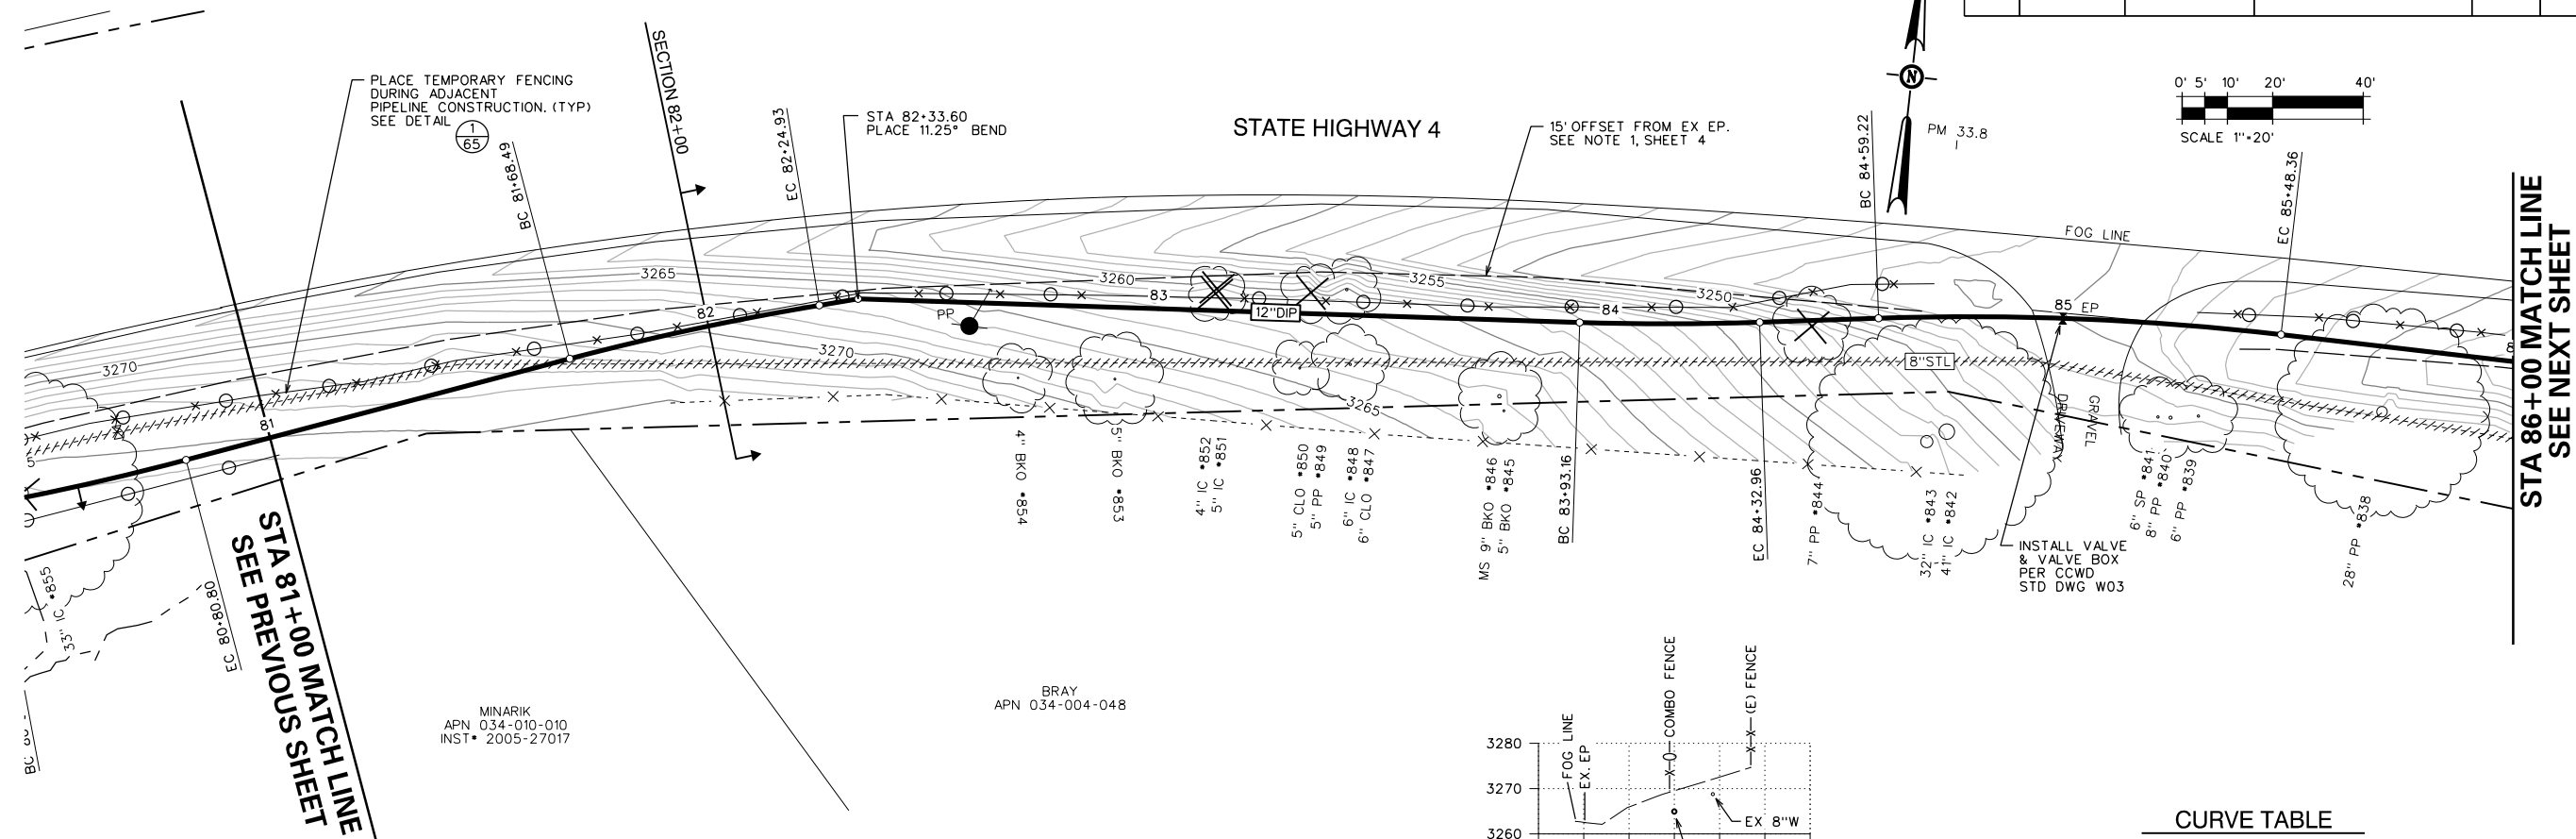 PLACE TEMPORARY FENCING
DURING ADJACENT
PIPELINE CONSTRUCTION. (TYP)
SEE DETAIL
1
65
BC 81+68.49
SECTION 82+00
EC 82+24.93
STA 82+33.60
PLACE 11.25° BEND
STATE HIGHWAY 4
15' OFFSET FROM EX EP.
SEE NOTE 1, SHEET 4
BC 84+59.22
N
PM 33.8
0' 5' 10' 20' 40'
SCALE 1"=20'
EC 85+48.36
STA 86+00 MATCH LINE
SEE NEXT SHEET
FOG LINE
3265
3260
3255
3250
82
83
84
85 EP
PP
12"DIP
3270
3270
8"STL
3265
81
5
GRAVEL
DRIVEWAY
4" BKO *854
5" BKO *853
4" IC *852
5" IC *851
5" CLO *850
5" PP *849
6" IC *848
6" CLO *847
MS 9" BKO *846
5" BKO *845
BC 83+93.16
EC 84+32.96
7" PP *844
32" IC *843
41" IC *842
6" SP *841
8" PP *840
6" PP *839
28" PP *838
INSTALL VALVE
& VALVE BOX
PER CCWD
STD DWG W03
33" IC *855
EC 80+80.80
STA 81+00 MATCH LINE
SEE PREVIOUS SHEET
MINARIK
APN 034-010-010
INST* 2005-27017
BRAY
APN 034-004-048
FOG LINE
EX. EP
COMBO FENCE
(E) FENCE
3280
3270
3260
EX 8"W
CURVE TABLE